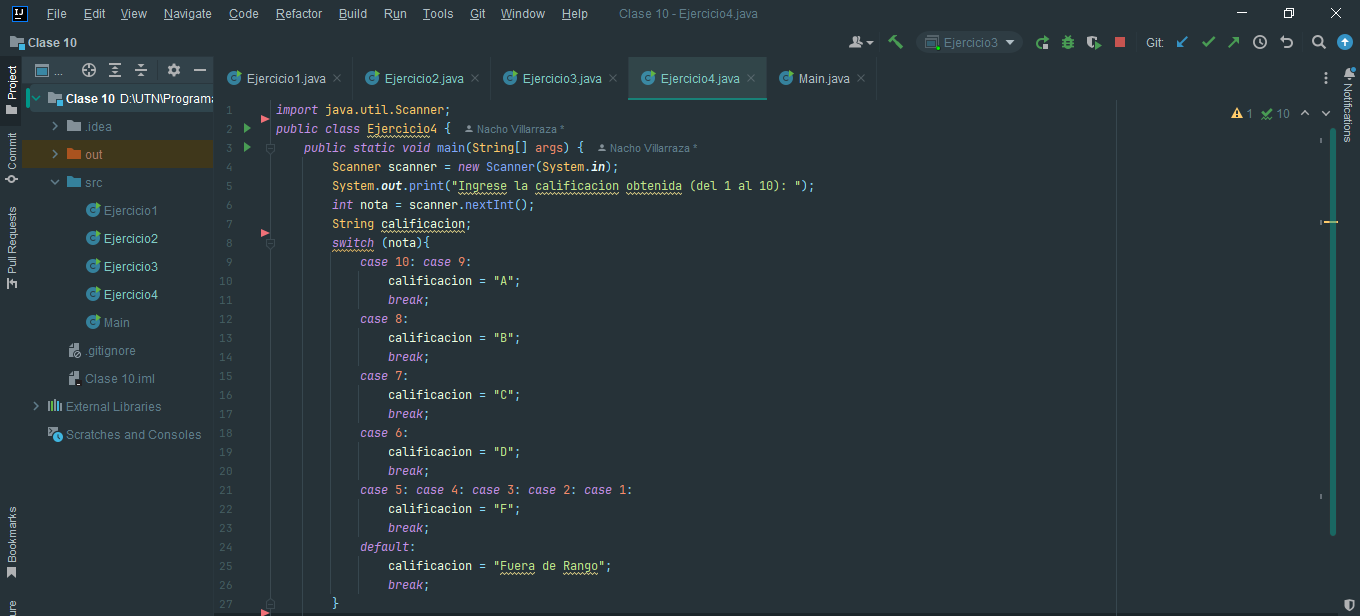 File Edit View Navigate Code Refactor Build Run Tools Git Window Help Clase 10 - Ejercicio4.java
Clase 10
Ejercicio3
Git:
Project
Commit
Pull Requests
Bookmarks
...
Clase 10 D:\UTN\Programa
.idea
out
src
Ejercicio1
Ejercicio2
Ejercicio3
Ejercicio4
Main
.gitignore
Clase 10.iml
External Libraries
Scratches and Consoles
Ejercicio1.java
Ejercicio2.java
Ejercicio3.java
Ejercicio4.java
Main.java
1 10
Notifications
1 import java.util.Scanner;
2 public class Ejercicio4 { Nacho Villarraza *
3 public static void main(String[] args) { Nacho Villarraza *
4 Scanner scanner = new Scanner(System.in);
5 System.out.print("Ingrese la calificacion obtenida (del 1 al 10): ");
6 int nota = scanner.nextInt();
7 String calificacion;
8 switch (nota){
9 case 10: case 9:
10 calificacion = "A";
11 break;
12 case 8:
13 calificacion = "B";
14 break;
15 case 7:
16 calificacion = "C";
17 break;
18 case 6:
19 calificacion = "D";
20 break;
21 case 5: case 4: case 3: case 2: case 1:
22 calificacion = "F";
23 break;
24 default:
25 calificacion = "Fuera de Rango";
26 break;
27 }